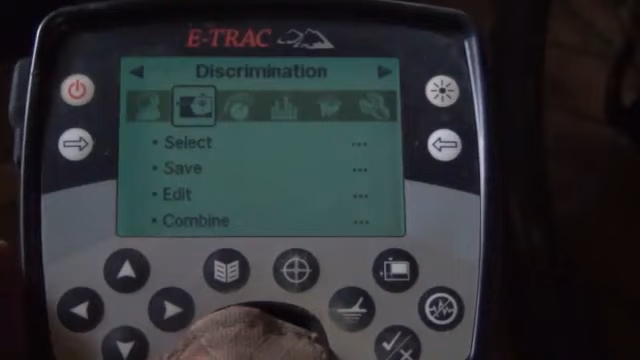 E-TRAC
Discrimination
• Select ...
• Save ...
• Edit ...
• Combine ...